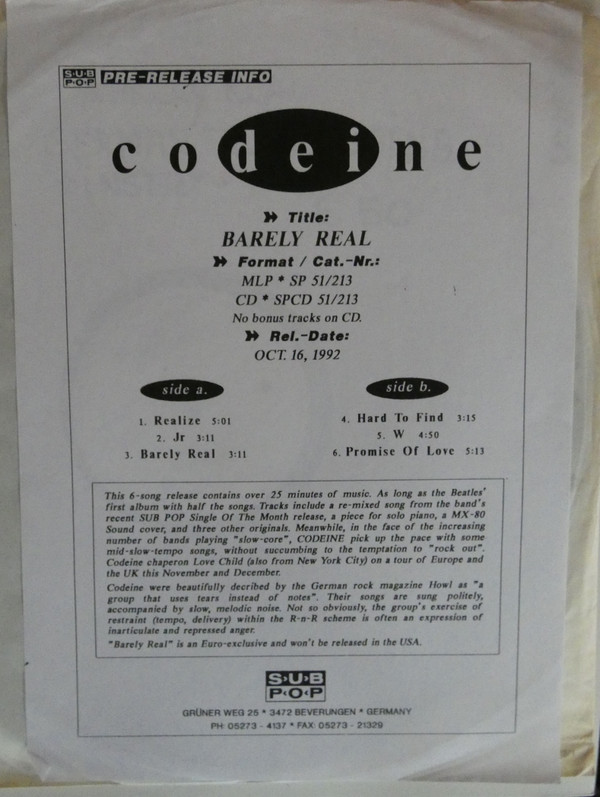 SUB POP PRE-RELEASE INFO
codeine
Title:
BARELY REAL
Format / Cat.-Nr.:
MLP * SP 51/213
CD * SPCD 51/213
No bonus tracks on CD.
Rel.-Date:
OCT. 16, 1992
side a.
1. Realize 5:01
2. Jr 3:11
3. Barely Real 3:11
side b.
4. Hard To Find 3:15
5. W 4:50
6. Promise Of Love 5:13
This 6-song release contains over 25 minutes of music. As long as the Beatles'
first album with half the songs. Tracks include a re-mixed song from the band's
recent SUB POP Single Of The Month release, a piece for solo piano, a MX-80
Sound cover, and three other originals. Meanwhile, in the face of the increasing
number of bands playing "slow-core", CODEINE pick up the pace with some
mid-slow-tempo songs, without succumbing to the temptation to "rock out".
Codeine chaperon Love Child (also from New York City) on a tour of Europe and
the UK this November and December.
Codeine were beautifully decribed by the German rock magazine Howl as "a
group that uses tears instead of notes". Their songs are sung politely,
accompanied by slow, melodic noise. Not so obviously, the group's exercise of
restraint (tempo, delivery) within the R-n-R scheme is often an expression of
inarticulate and repressed anger.
"Barely Real" is an Euro-exclusive and won't be released in the USA.
SUB
POP
GRÜNER WEG 25 * 3472 BEVERUNGEN * GERMANY
PH: 05273 - 4137 * FAX: 05273 - 21329